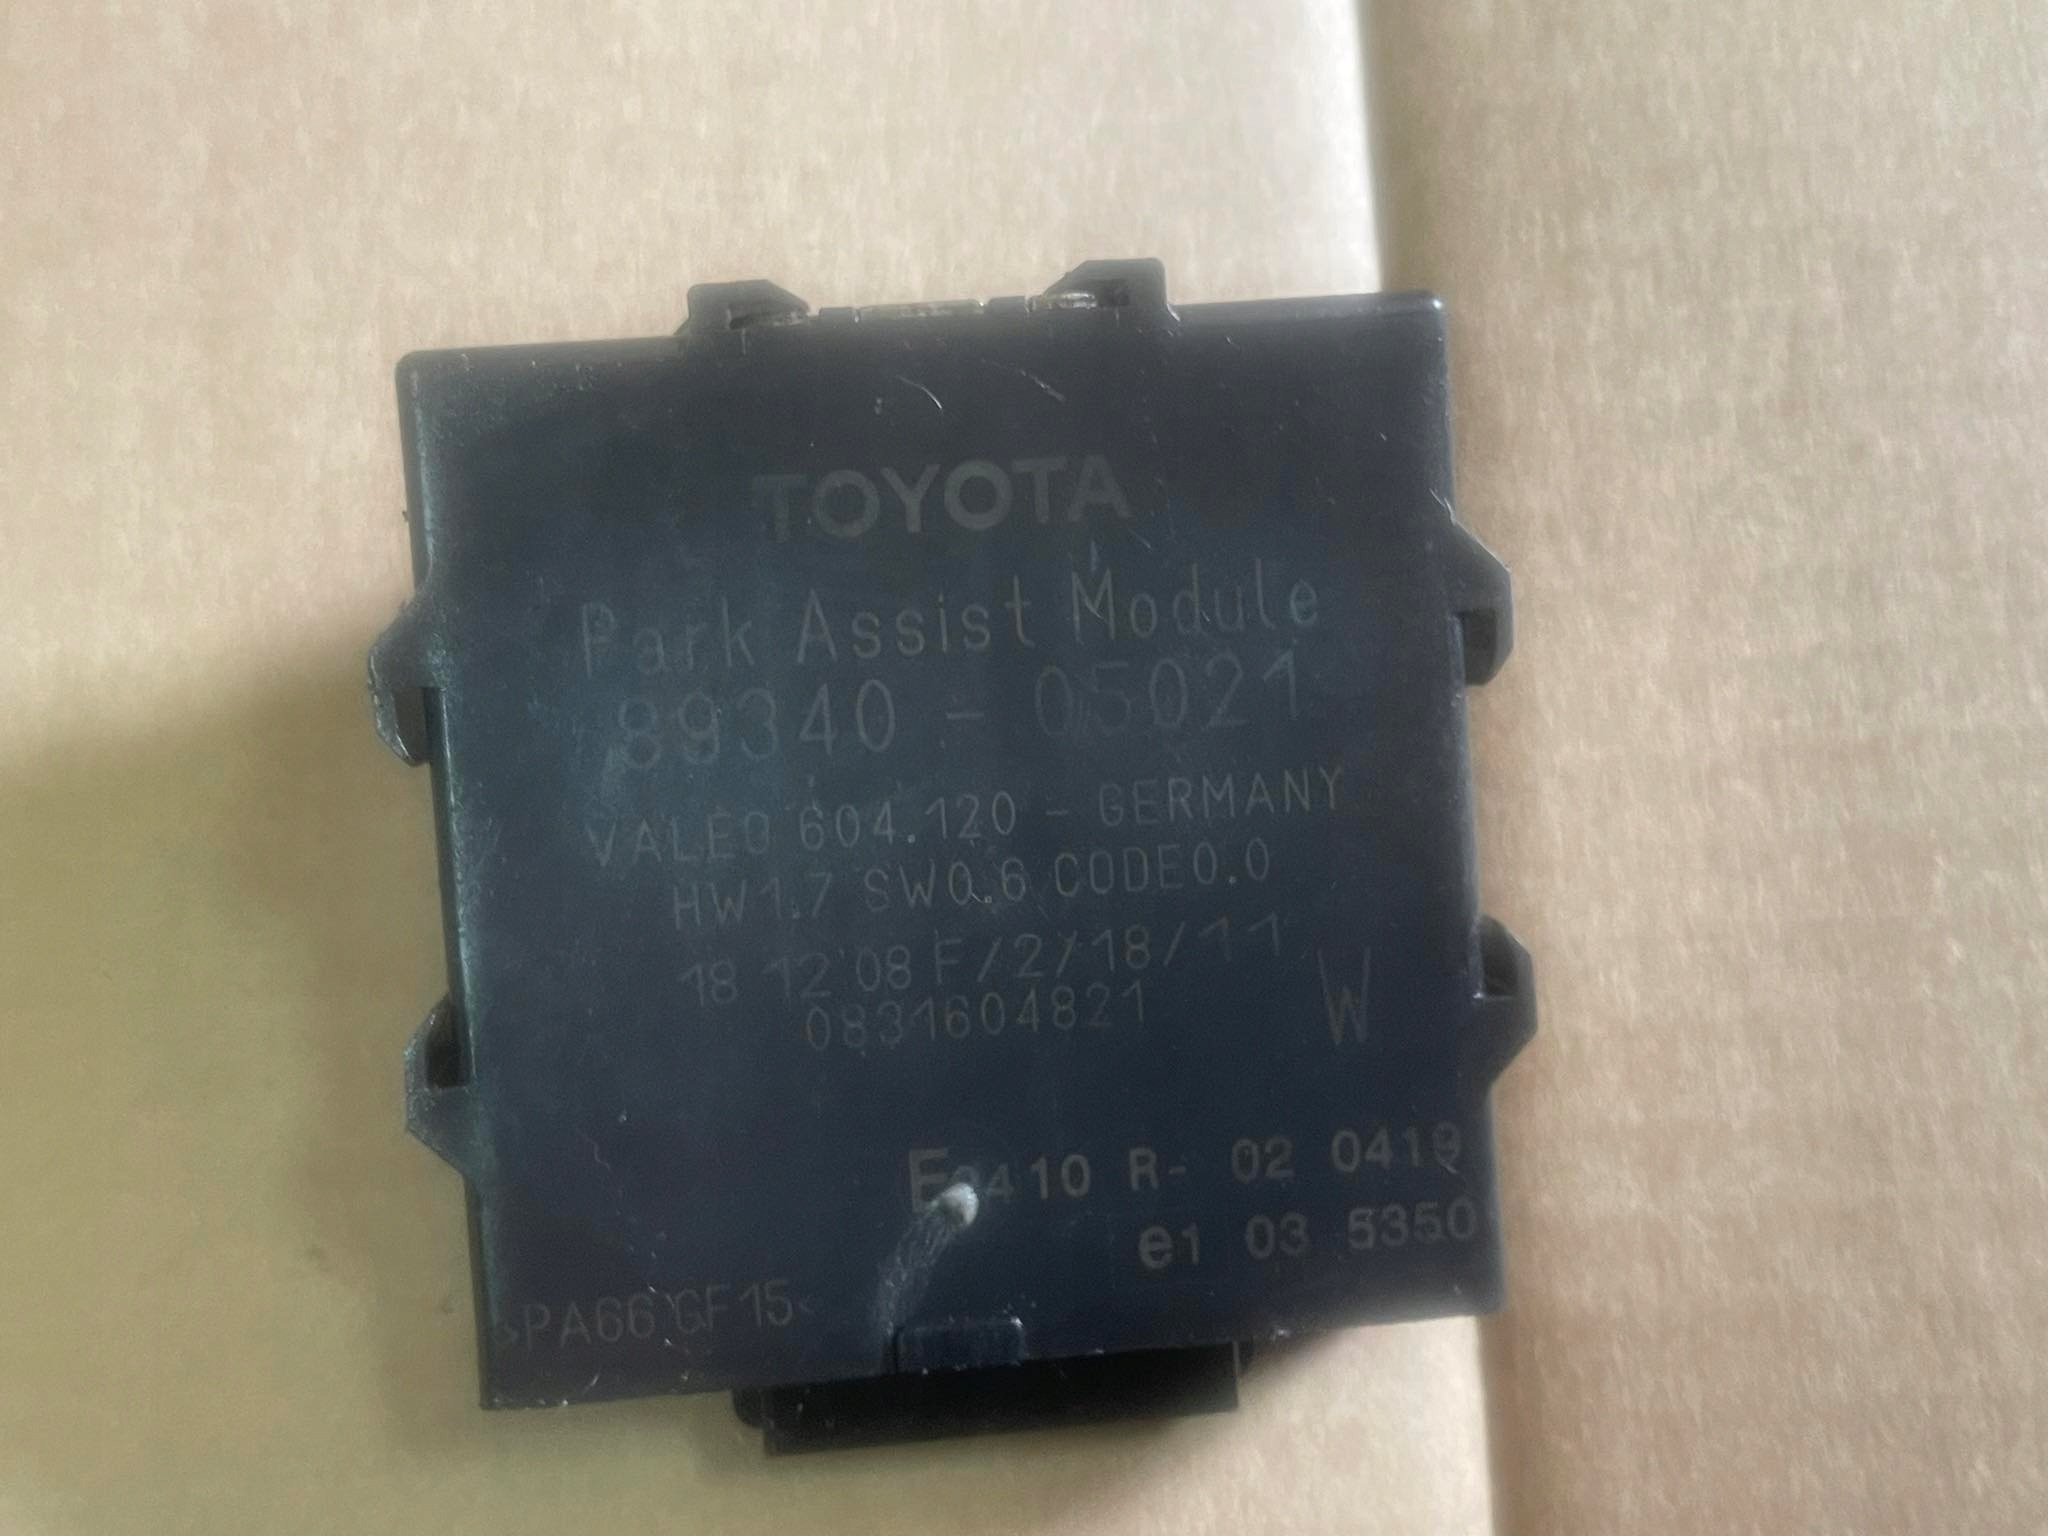 TOYOTA
Park Assist Module
89340 - 05021
VALEO 604.120 - GERMANY
HW1.7 SW0.6 CODE0.0
18 12'08 F/2/18/11
0831604821
W
10 R- 02 0419
e1 03 5350
>PA66 GF15<